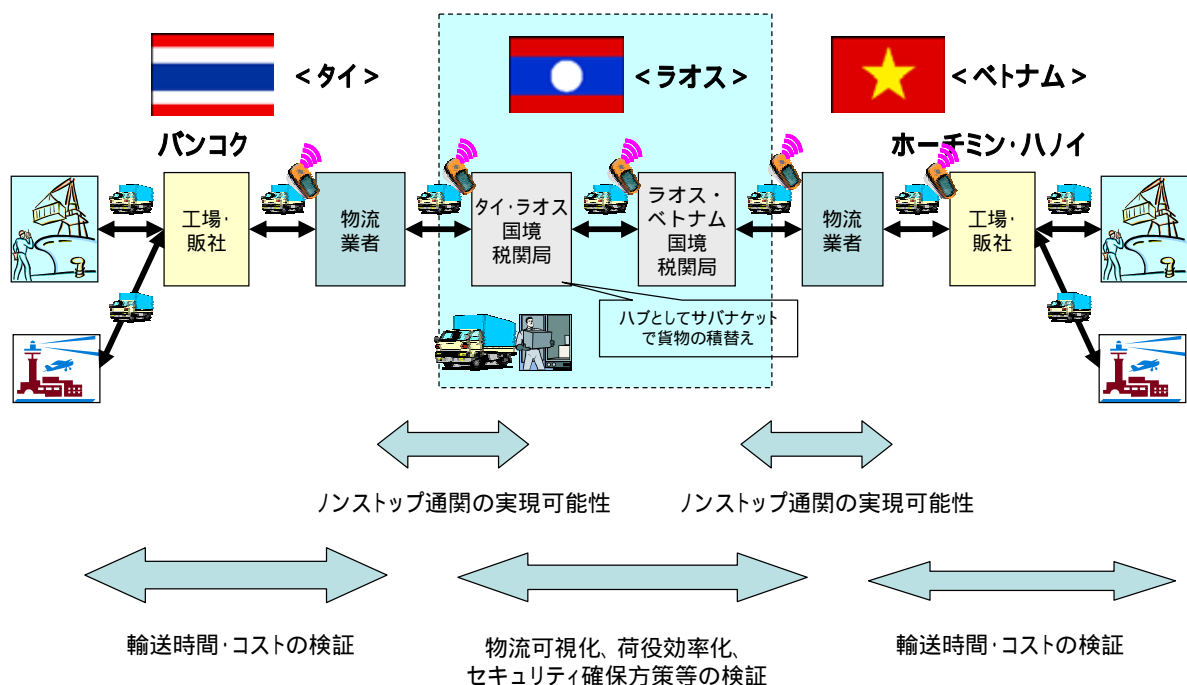 <タイ>
<ラオス>
<ベトナム>
バンコク
ホーチミン・ハノイ
工場・
販社
物流
業者
タイ・ラオス
国境
税関局
ラオス・
ベトナム
国境
税関局
物流
業者
工場・
販社
ハブとしてサバナケット
で貨物の積替え
ノンストップ通関の実現可能性
ノンストップ通関の実現可能性
輸送時間・コストの検証
物流可視化、荷役効率化、
セキュリティ確保方策等の検証
輸送時間・コストの検証